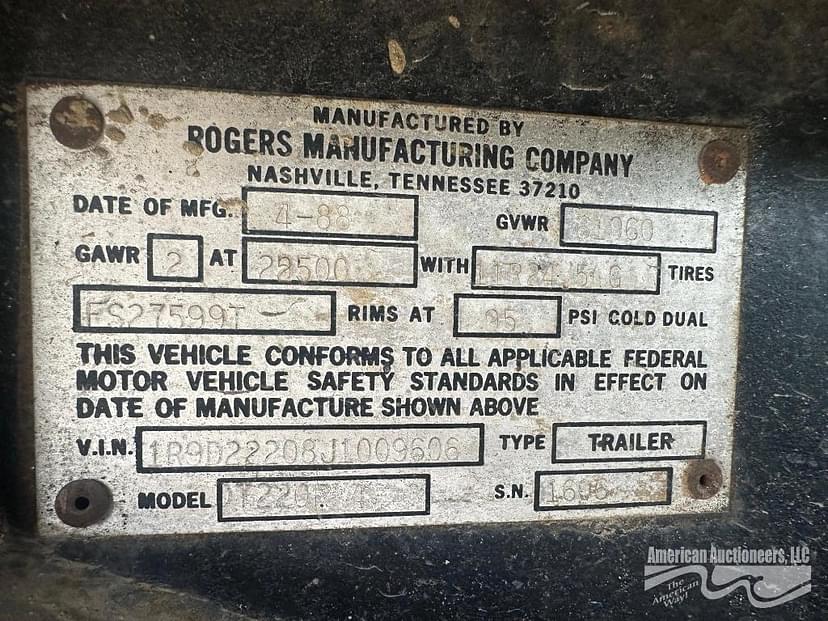 MANUFACTURED BY
ROGERS MANUFACTURING COMPANY
NASHVILLE, TENNESSEE 37210
DATE OF MFG. 4-88 GVWR 61960
GAWR 2 AT 22500 WITH TIRES
FS27599T RIMS AT 95 PSI COLD DUAL
THIS VEHICLE CONFORMS TO ALL APPLICABLE FEDERAL
MOTOR VEHICLE SAFETY STANDARDS IN EFFECT ON
DATE OF MANUFACTURE SHOWN ABOVE
V.I.N. 1R9D22208J1009606 TYPE TRAILER
MODEL S.N.
American Auctioneers, LLC
The
American
Way!